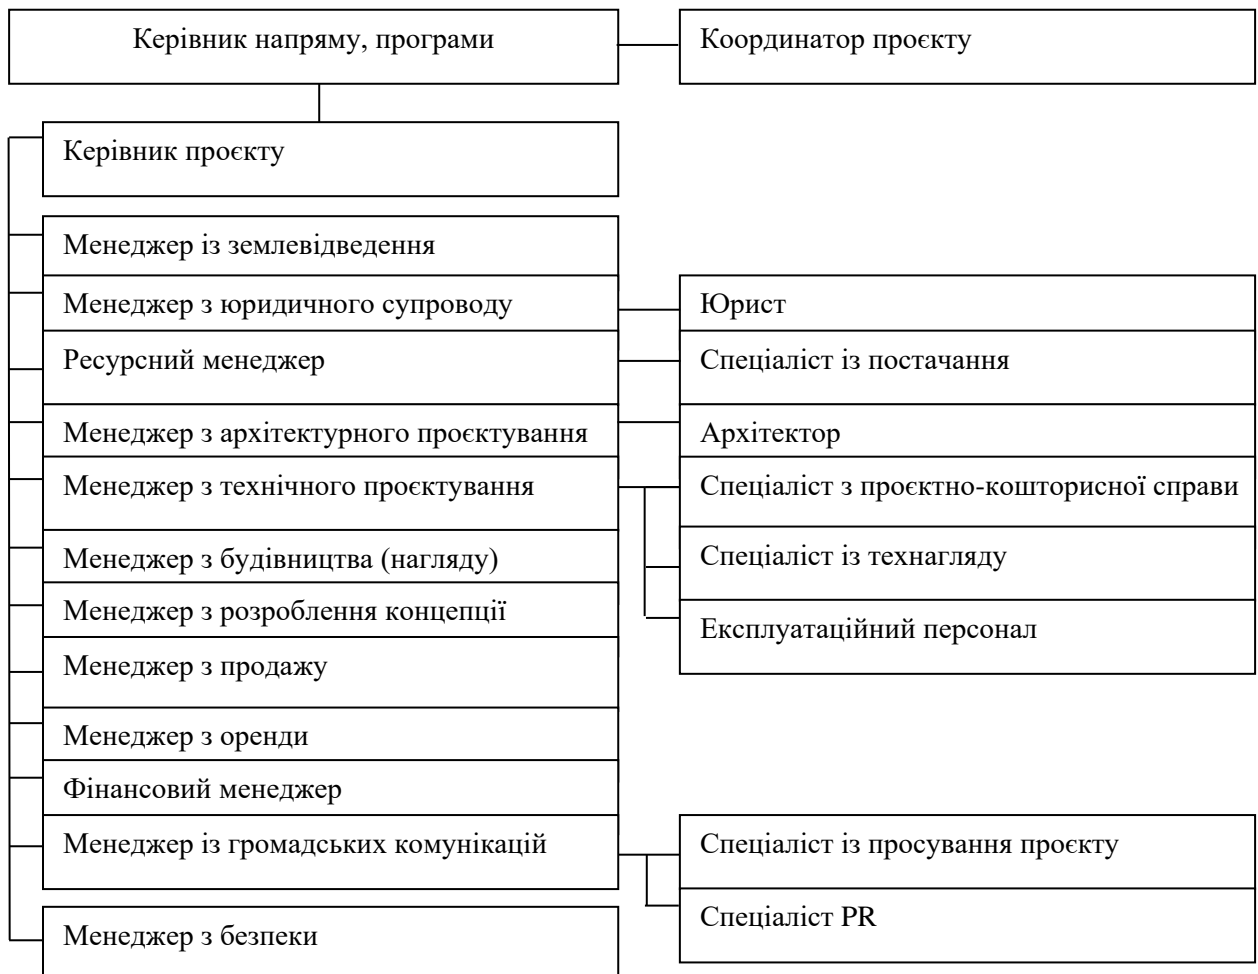 Керівник напряму, програми
Координатор проєкту
Керівник проєкту
Менеджер із землевідведення
Менеджер з юридичного супроводу
Юрист
Ресурсний менеджер
Спеціаліст із постачання
Менеджер з архітектурного проєктування
Архітектор
Менеджер з технічного проєктування
Спеціаліст з проєктно-кошторисної справи
Менеджер з будівництва (нагляду)
Спеціаліст із технагляду
Менеджер з розроблення концепції
Експлуатаційний персонал
Менеджер з продажу
Менеджер з оренди
Фінансовий менеджер
Менеджер із громадських комунікацій
Спеціаліст із просування проєкту
Спеціаліст PR
Менеджер з безпеки